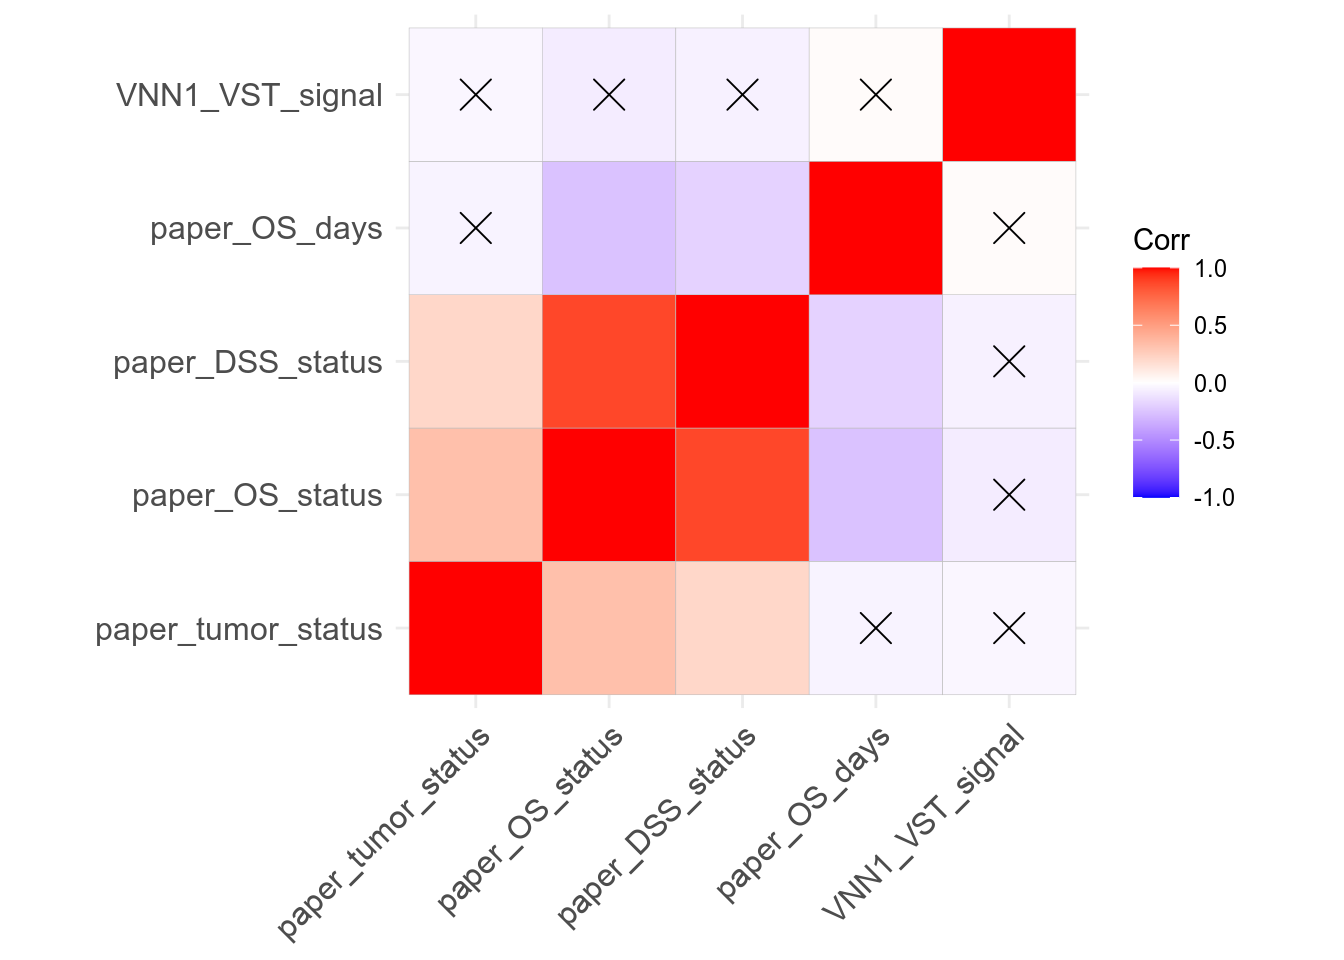 VNN1_VST_signal
paper_OS_days
paper_DSS_status
paper_OS_status
paper_tumor_status
paper_tumor_status
paper_OS_status
paper_DSS_status
paper_OS_days
VNN1_VST_signal
Corr
1.0
0.5
0.0
-0.5
-1.0